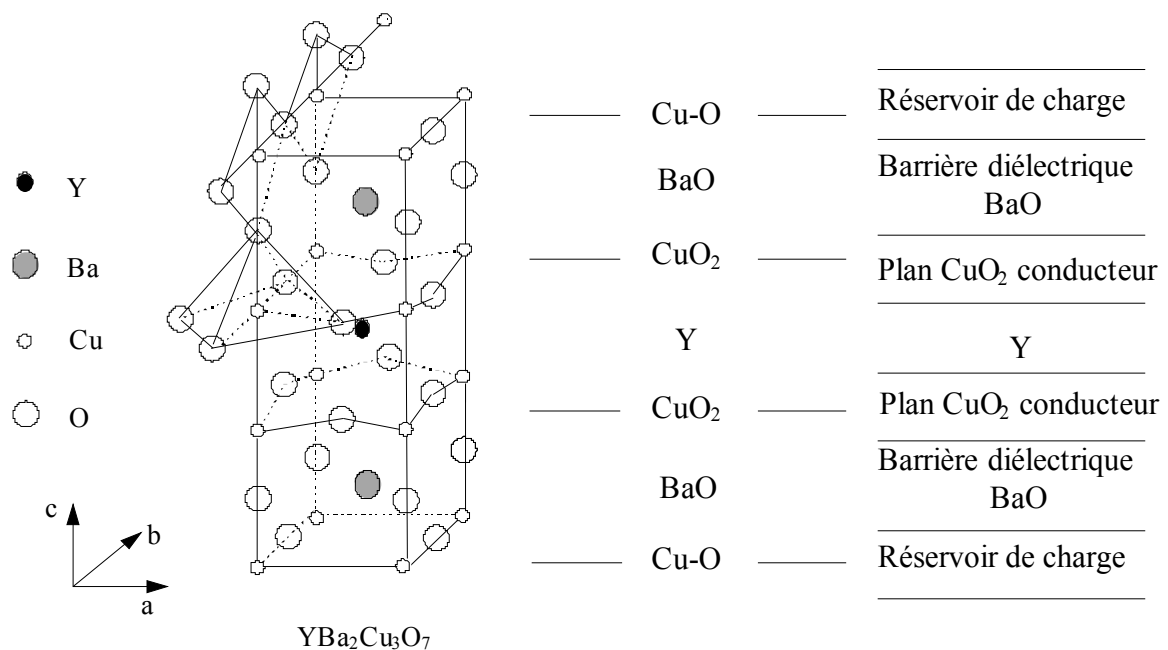 Y
Ba
Cu
O
c
b
a
YBa₂Cu₃O₇
Cu-O
BaO
CuO₂
Y
CuO₂
BaO
Cu-O
Réservoir de charge
Barrière diélectrique
BaO
Plan CuO₂ conducteur
Y
Plan CuO₂ conducteur
Barrière diélectrique
BaO
Réservoir de charge